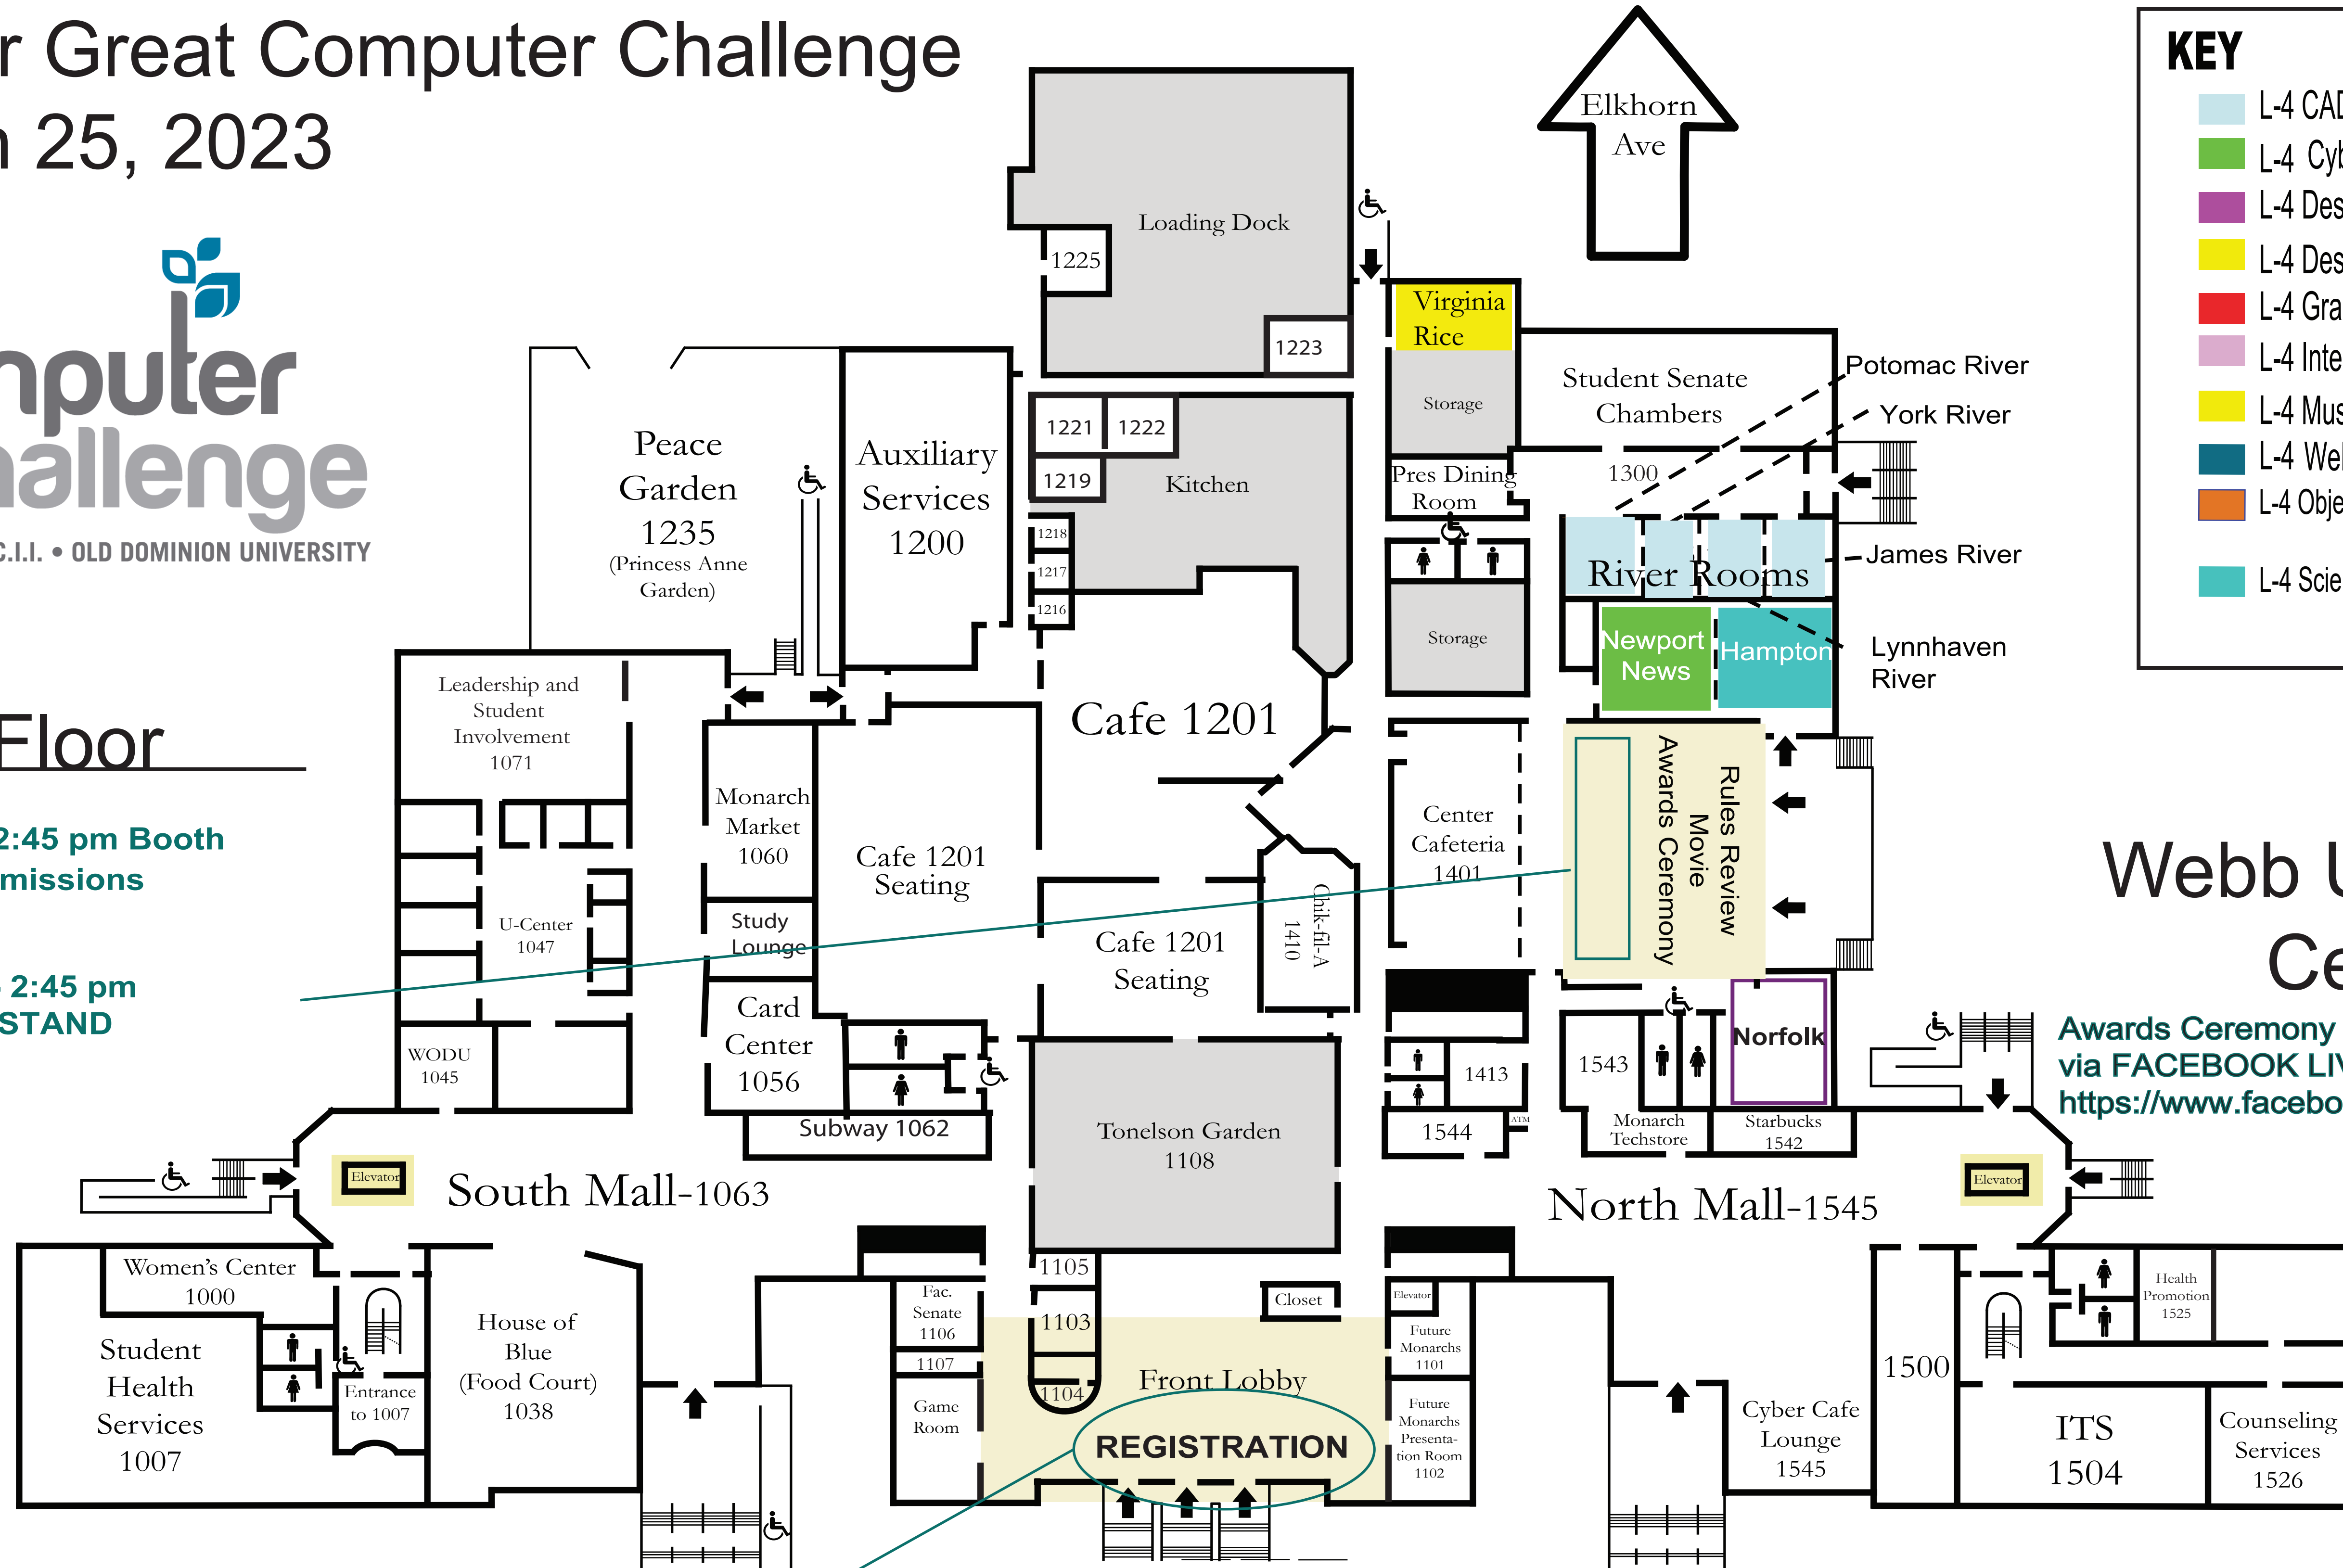 r Great Computer Challenge
25, 2023
Elkhorn
Ave
KEY
L-4 CAD
L-4 Cyb
L-4 Des
L-4 Des
L-4 Gra
L-4 Inte
L-4 Mus
L-4 Web
L-4 Obje
L-4 Scie
nputer
hallenge
C.I.I. • OLD DOMINION UNIVERSITY
Floor
2:45 pm Booth
missions
2:45 pm
STAND
Loading Dock
1225
1223
Virginia
Rice
Storage
Student Senate
Chambers
Potomac River
York River
James River
Lynnhaven
River
1300
Pres Dining
Room
River Rooms
Newport
News
Hampton
Storage
Peace
Garden
1235
(Princess Anne
Garden)
Auxiliary
Services
1200
1221
1222
1219
Kitchen
1218
1217
1216
Cafe 1201
Leadership and
Student
Involvement
1071
Monarch
Market
1060
Cafe 1201
Seating
Study
Lounge
U-Center
1047
Card
Center
1056
Cafe 1201
Seating
Chik-fil-A
1410
Center
Cafeteria
1401
Rules Review
Movie
Awards Ceremony
Webb U
Ce
Awards Ceremony
via FACEBOOK LIV
https://www.facebo
WODU
1045
Subway 1062
Tonelson Garden
1108
1413
1544
ATM
1543
Norfolk
Monarch
Techstore
Starbucks
1542
Elevator
South Mall-1063
North Mall-1545
Elevator
Women's Center
1000
Student
Health
Services
1007
Entrance
to 1007
House of
Blue
(Food Court)
1038
Fac.
Senate
1106
1107
Game
Room
1105
1103
1104
Closet
Front Lobby
REGISTRATION
Elevator
Future
Monarchs
1101
Future
Monarchs
Presenta-
tion Room
1102
Cyber Cafe
Lounge
1545
1500
Health
Promotion
1525
ITS
1504
Counseling
Services
1526